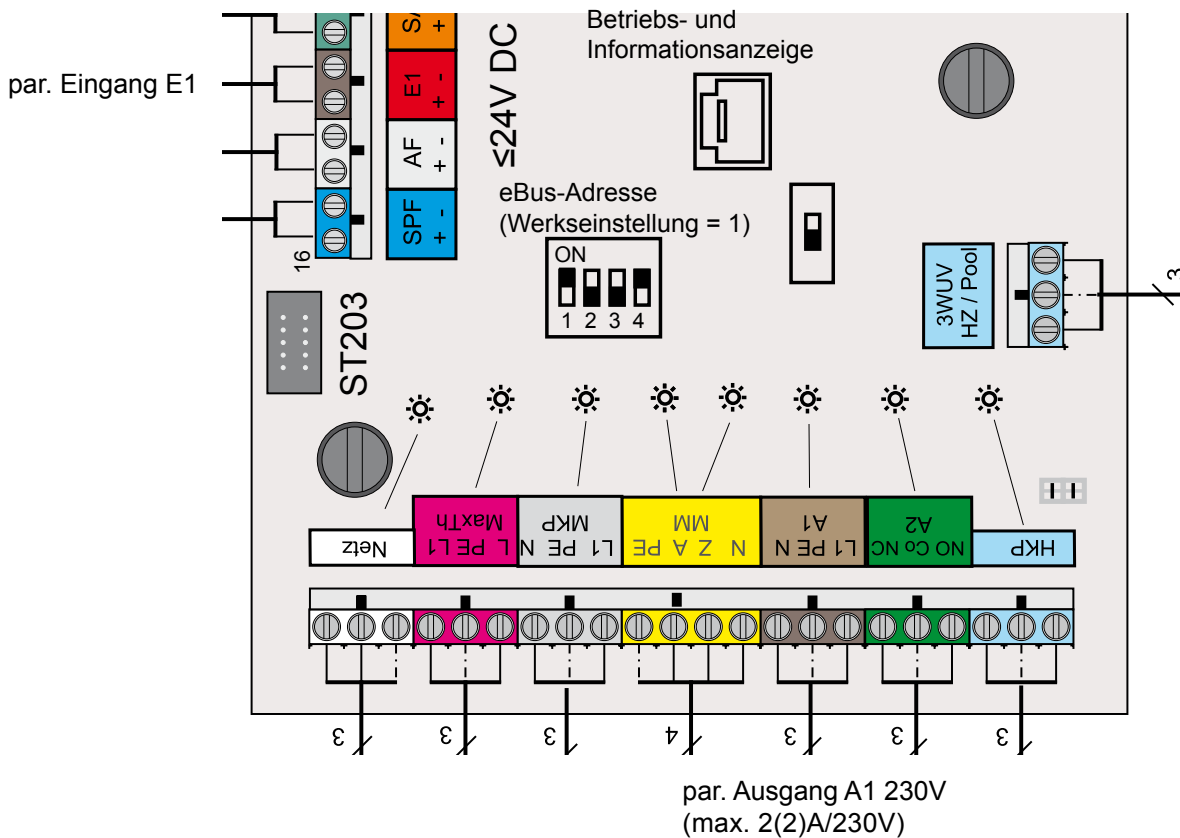 par. Eingang E1
+
E1
+ -
AF
+ -
SPF
+ -
16
≤24V DC
Betriebs- und
Informationsanzeige
eBus-Adresse
(Werkseinstellung = 1)
ON
1 2 3 4
ST203
3WUV
HZ / Pool
3
Netz
MaxTh
L PE L1
MKP
L1 PE N
MM
N Z A PE
A1
L1 PE N
A2
NO Co NC
HKP
3
3
3
4
3
3
3
par. Ausgang A1 230V
(max. 2(2)A/230V)